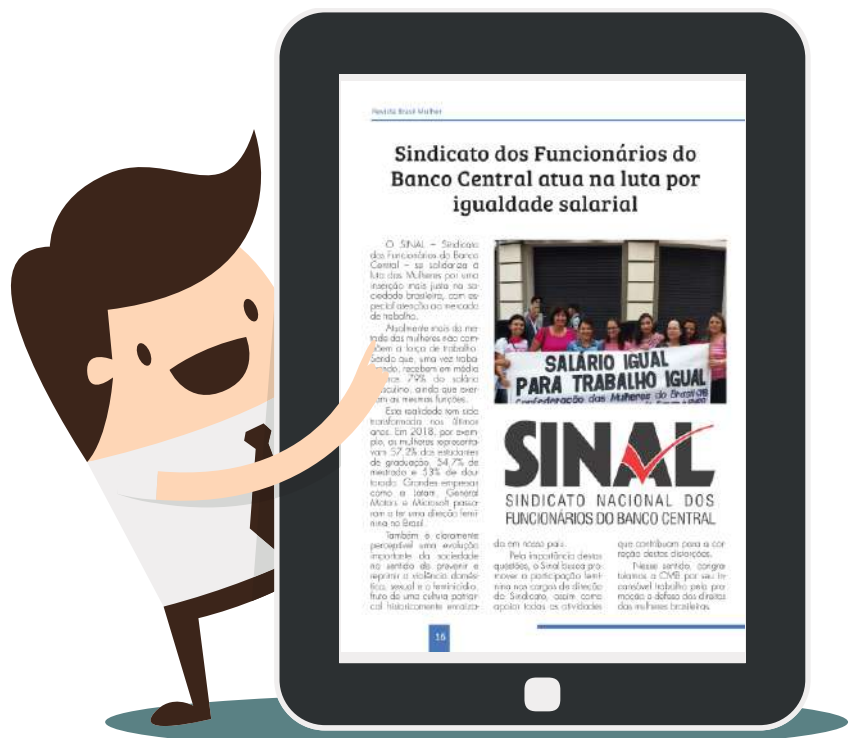 Revista Brasil Mulher
Sindicato dos Funcionários do
Banco Central atua na luta por
igualdade salarial
O SINAL – Sindicato
dos Funcionários do Banco
Central – se solidariza à
luta das Mulheres por uma
inserção mais justa na so-
ciedade brasileira, com es-
pecial atenção ao mercado
de trabalho.
Atualmente mais da me-
tade das mulheres não com-
põem a força de trabalho.
Sendo que, uma vez traba-
recebem em média
79% do salário
ainda que exer-
as mesmas funções.
Essa realidade tem sido
transformada nos últimos
anos. Em 2018, por exem-
plo, as mulheres representa-
vam 57,2% dos estudantes
de graduação, 54,7% de
mestrado e 53% de dou-
torado. Grandes empresas
como a Latam, General
Motors e Microsoft passa-
ram a ter uma direção femi-
nina no Brasil.
Também é claramente
perceptível uma evolução
importante da sociedade
no sentido de prevenir e
reprimir a violência domés-
tica, sexual e o feminicídio,
fruto de uma cultura patriar-
cal historicamente enraiza-
SALÁRIO IGUAL
PARA TRABALHO IGUAL
Confederação das Mulheres do Brasil
SINAL
SINDICATO NACIONAL DOS
FUNCIONÁRIOS DO BANCO CENTRAL
da em nosso país.
Pela importância destas
questões, o Sinal busca pro-
mover a participação femi-
nina nos cargos de direção
do Sindicato, assim como
apoiar todas as atividades
que contribuam para a cor-
reção destas distorções.
Nesse sentido, congra-
tulamos a CMB por seu in-
cansável trabalho pela pro-
moção e defesa dos direitos
das mulheres brasileiras.
16